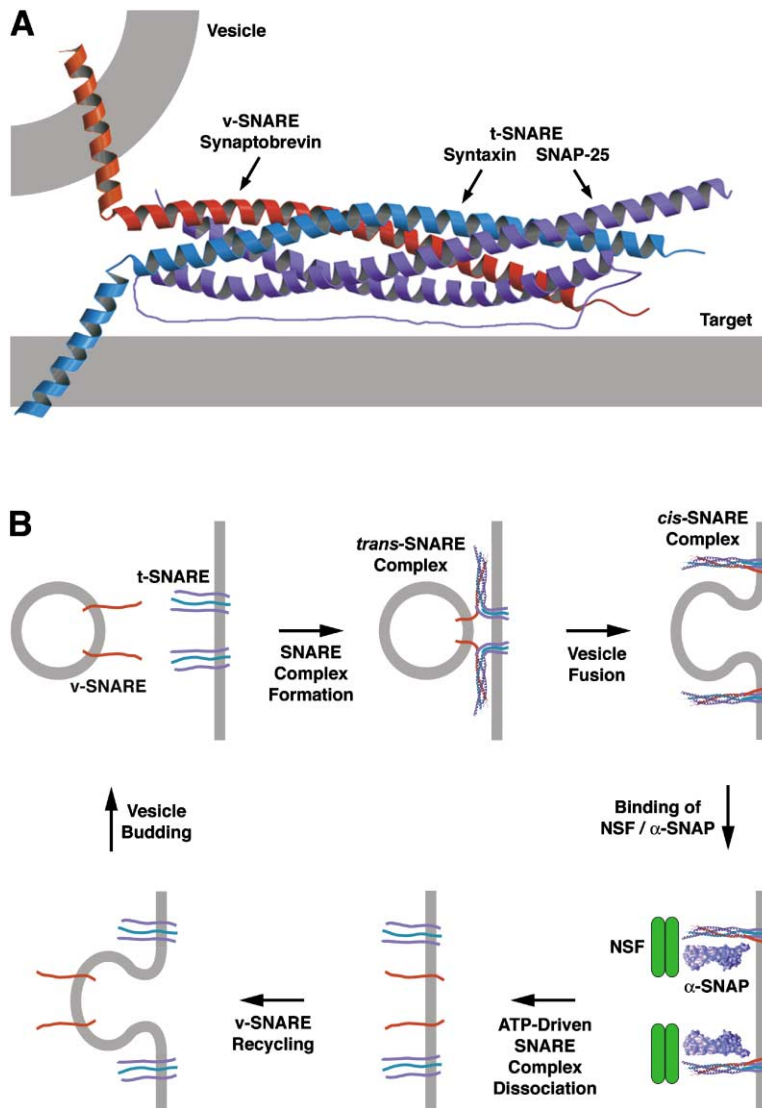 A
Vesicle
v-SNARE
Synaptobrevin
t-SNARE
Syntaxin SNAP-25
Target
B
t-SNARE
v-SNARE
SNARE
Complex
Formation
trans-SNARE
Complex
Vesicle
Fusion
cis-SNARE
Complex
Vesicle
Budding
Binding of
NSF / α-SNAP
v-SNARE
Recycling
ATP-Driven
SNARE
Complex
Dissociation
NSF
α-SNAP